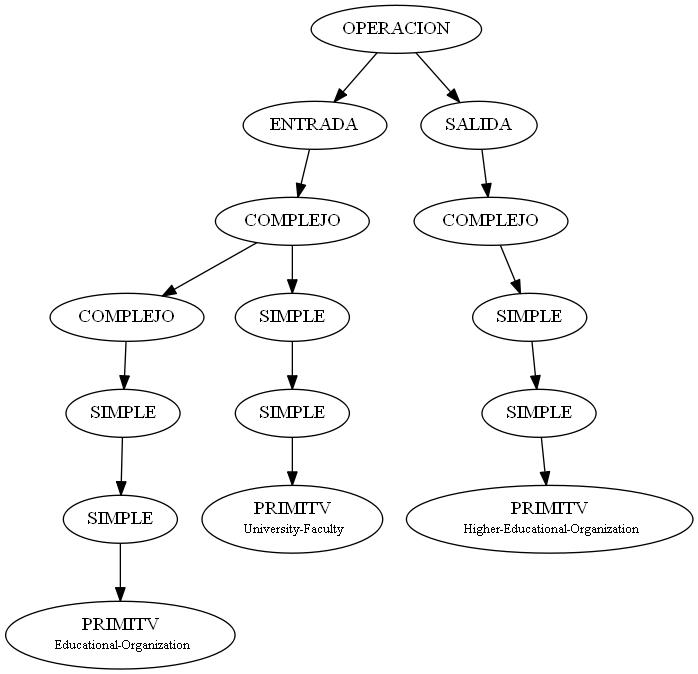 OPERACION
ENTRADA
SALIDA
COMPLEJO
COMPLEJO
COMPLEJO
SIMPLE
SIMPLE
SIMPLE
SIMPLE
SIMPLE
SIMPLE
PRIMITV
University-Faculty
PRIMITV
Higher-Educational-Organization
PRIMITV
Educational-Organization